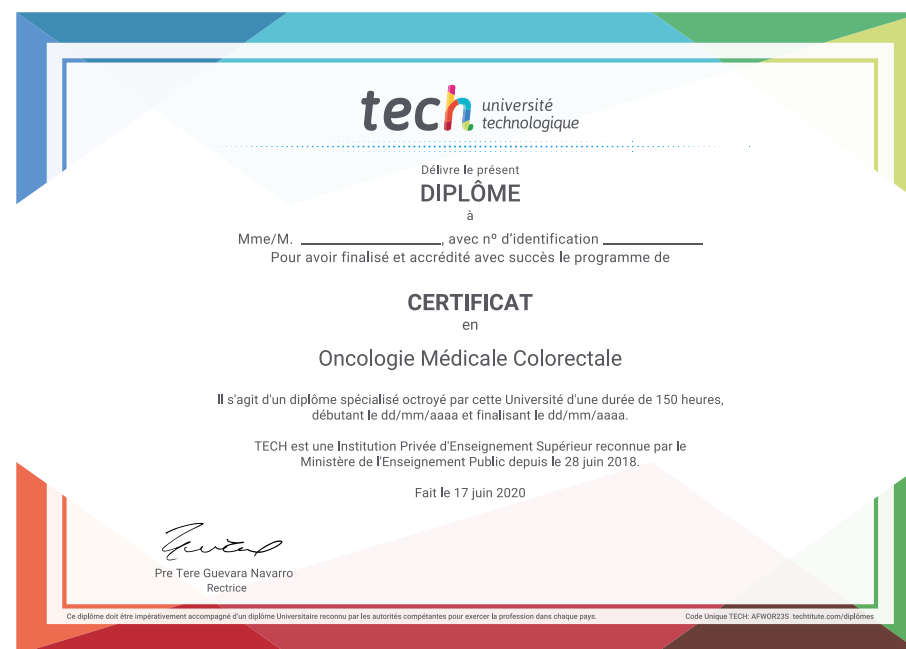 tech université
technologique
Délivre le présent
DIPLÔME
à
Mme/M. ____________________, avec nº d'identification ______________
Pour avoir finalisé et accrédité avec succès le programme de
CERTIFICAT
en
Oncologie Médicale Colorectale
Il s'agit d'un diplôme spécialisé octroyé par cette Université d'une durée de 150 heures,
débutant le dd/mm/aaaa et finalisant le dd/mm/aaaa.
TECH est une Institution Privée d'Enseignement Supérieur reconnue par le
Ministère de l'Enseignement Public depuis le 28 juin 2018.
Fait le 17 juin 2020
Pre Tere Guevara Navarro
Rectrice
Ce diplôme doit être impérativement accompagné d'un diplôme Universitaire reconnu par les autorités compétantes pour exercer la profession dans chaque pays.
Code Unique TECH: AFWOR23S techtitute.com/diplômes